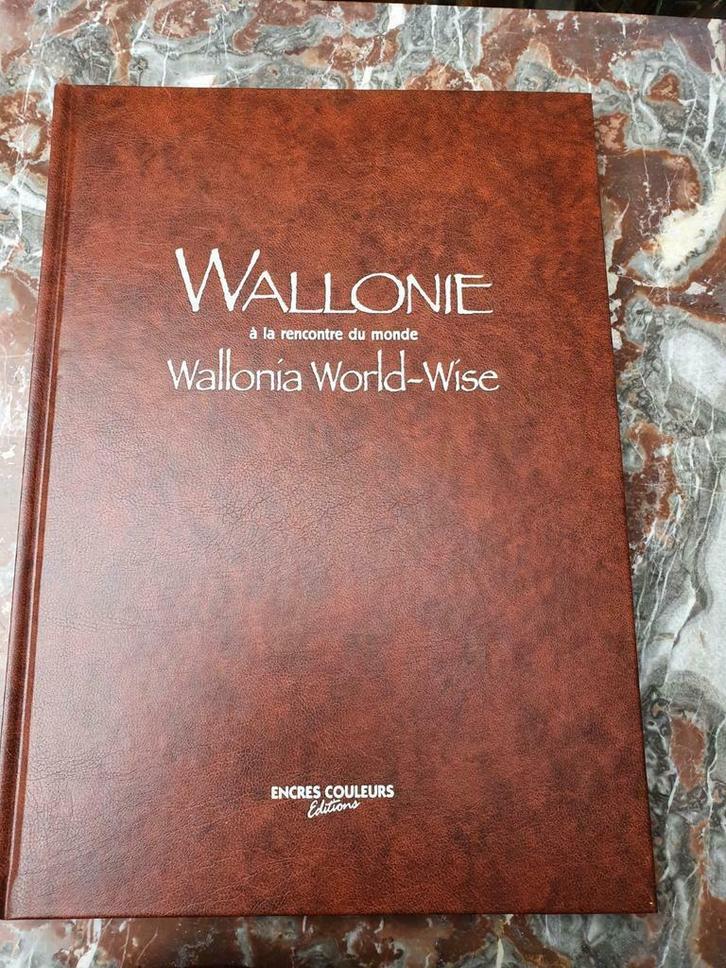 WALLONIE
à la rencontre du monde
Wallonia World-Wise
ENCRES COULEURS
Editions